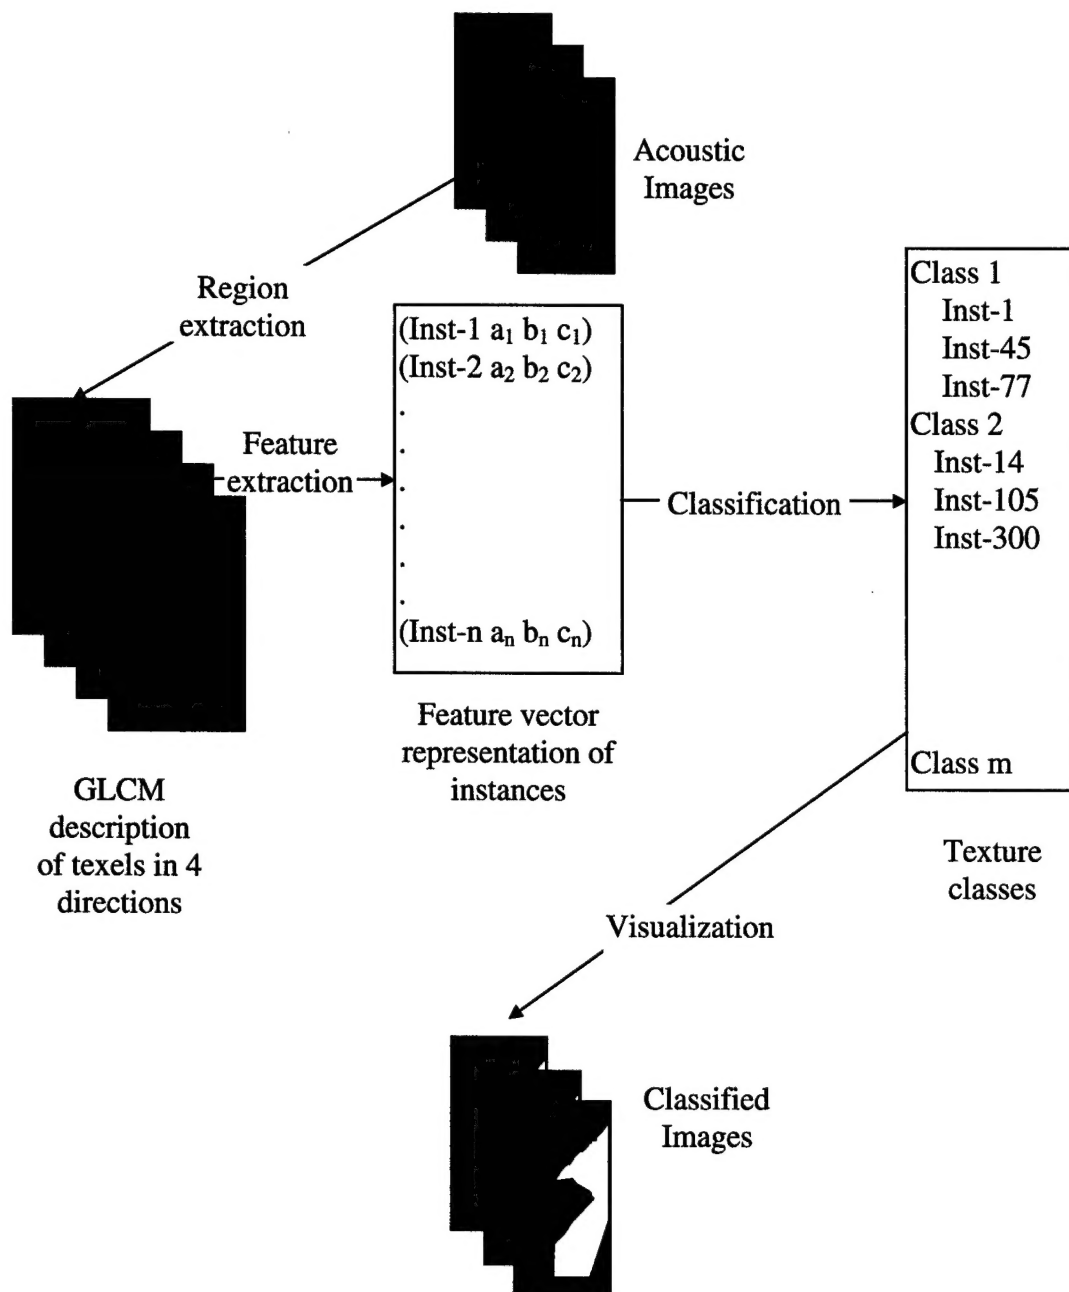 Acoustic
Images
Region
extraction
(Inst-1 a₁ b₁ c₁)
(Inst-2 a₂ b₂ c₂)
.
.
.
.
.
.
(Inst-n aₙ bₙ cₙ)
Feature
extraction
Classification
Class 1
Inst-1
Inst-45
Inst-77
Class 2
Inst-14
Inst-105
Inst-300
Class m
GLCM
description
of texels in 4
directions
Feature vector
representation of
instances
Texture
classes
Visualization
Classified
Images